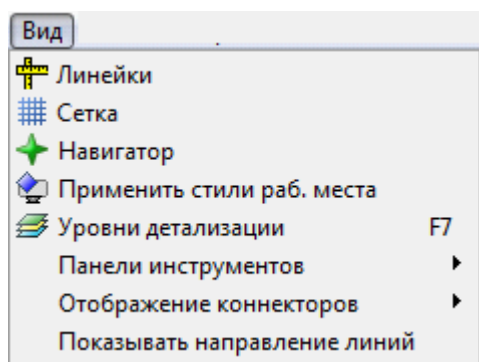 Вид
Линейки
Сетка
Навигатор
Применить стили раб. места
Уровни детализации F7
Панели инструментов
Отображение коннекторов
Показывать направление линий